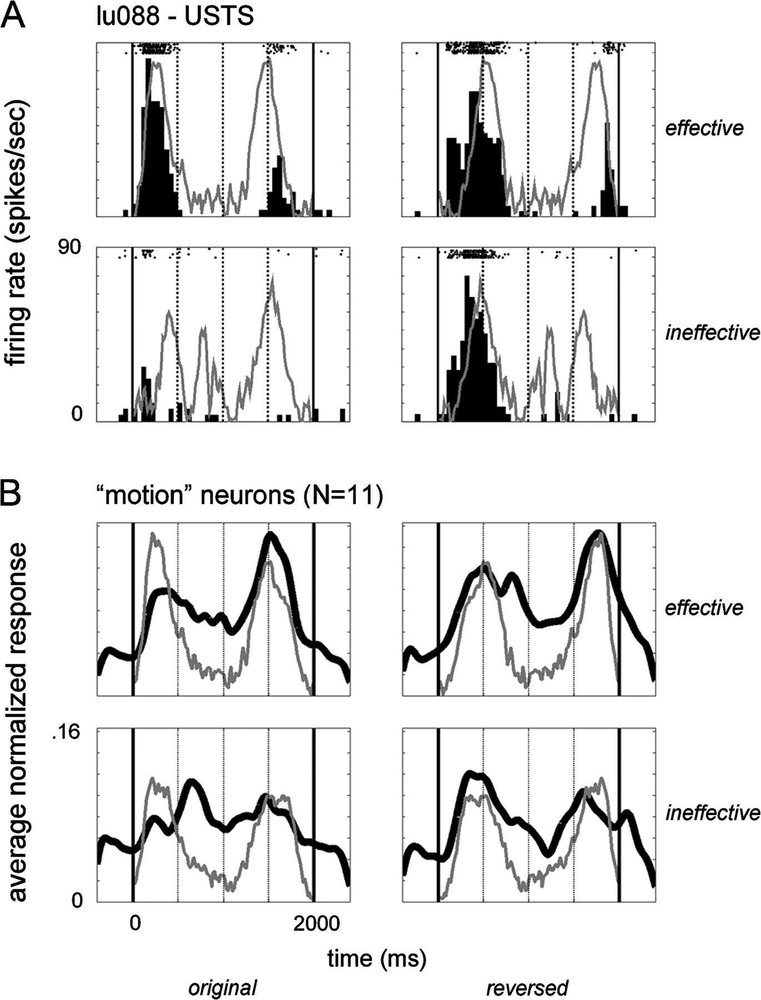 A
lu088 - USTS
firing rate (spikes/sec)
effective
90
0
ineffective
B
“motion” neurons (N=11)
average normalized response
effective
.16
0
ineffective
0
2000
time (ms)
original
reversed